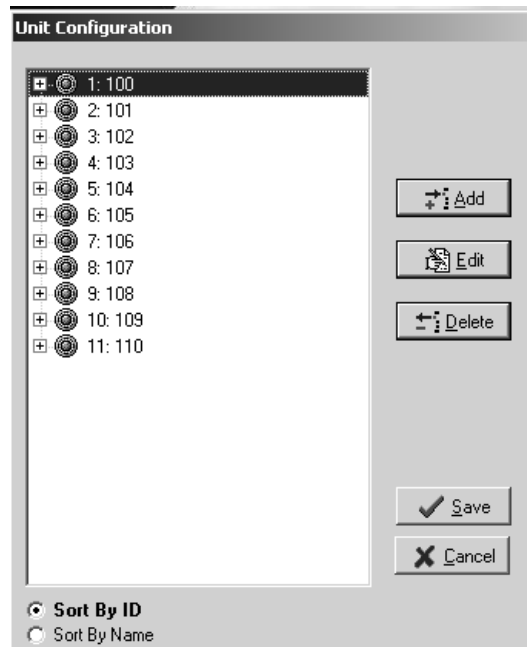 Unit Configuration
1: 100
2: 101
3: 102
4: 103
5: 104
6: 105
7: 106
8: 107
9: 108
10: 109
11: 110
Add
Edit
Delete
Save
Cancel
Sort By ID
Sort By Name